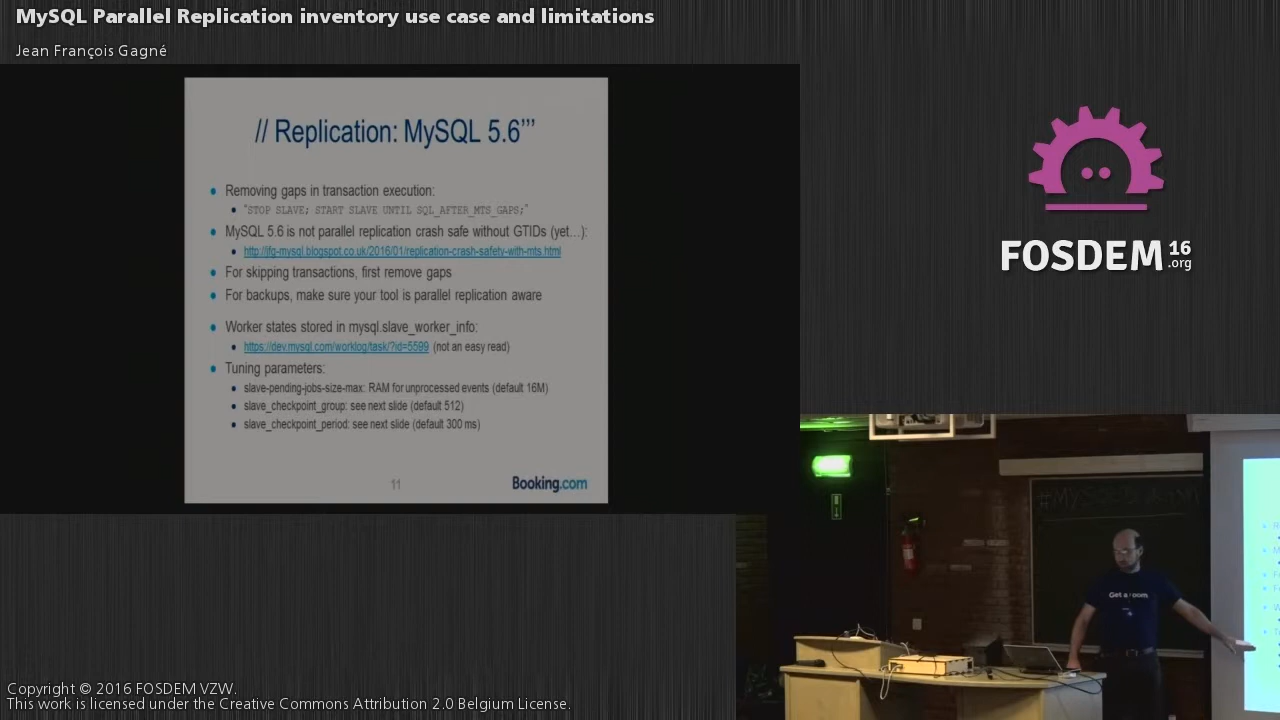 MySQL Parallel Replication inventory use case and limitations
Jean François Gagné
// Replication: MySQL 5.6’’’
Removing gaps in transaction execution:
“STOP SLAVE; START SLAVE UNTIL SQL_AFTER_MTS_GAPS;”
MySQL 5.6 is not parallel replication crash safe without GTIDs (yet…):
http://jfg-mysql.blogspot.co.uk/2016/01/replication-crash-safety-with-mts.html
For skipping transactions, first remove gaps
For backups, make sure your tool is parallel replication aware
Worker states stored in mysql.slave_worker_info:
https://dev.mysql.com/worklog/task/?id=5599 (not an easy read)
Tuning parameters:
slave-pending-jobs-size-max: RAM for unprocessed events (default 16M)
slave_checkpoint_group: see next slide (default 512)
slave_checkpoint_period: see next slide (default 300 ms)
11
Booking.com
FOSDEM 16 .org
Get a room
Copyright © 2016 FOSDEM VZW.
This work is licensed under the Creative Commons Attribution 2.0 Belgium License.